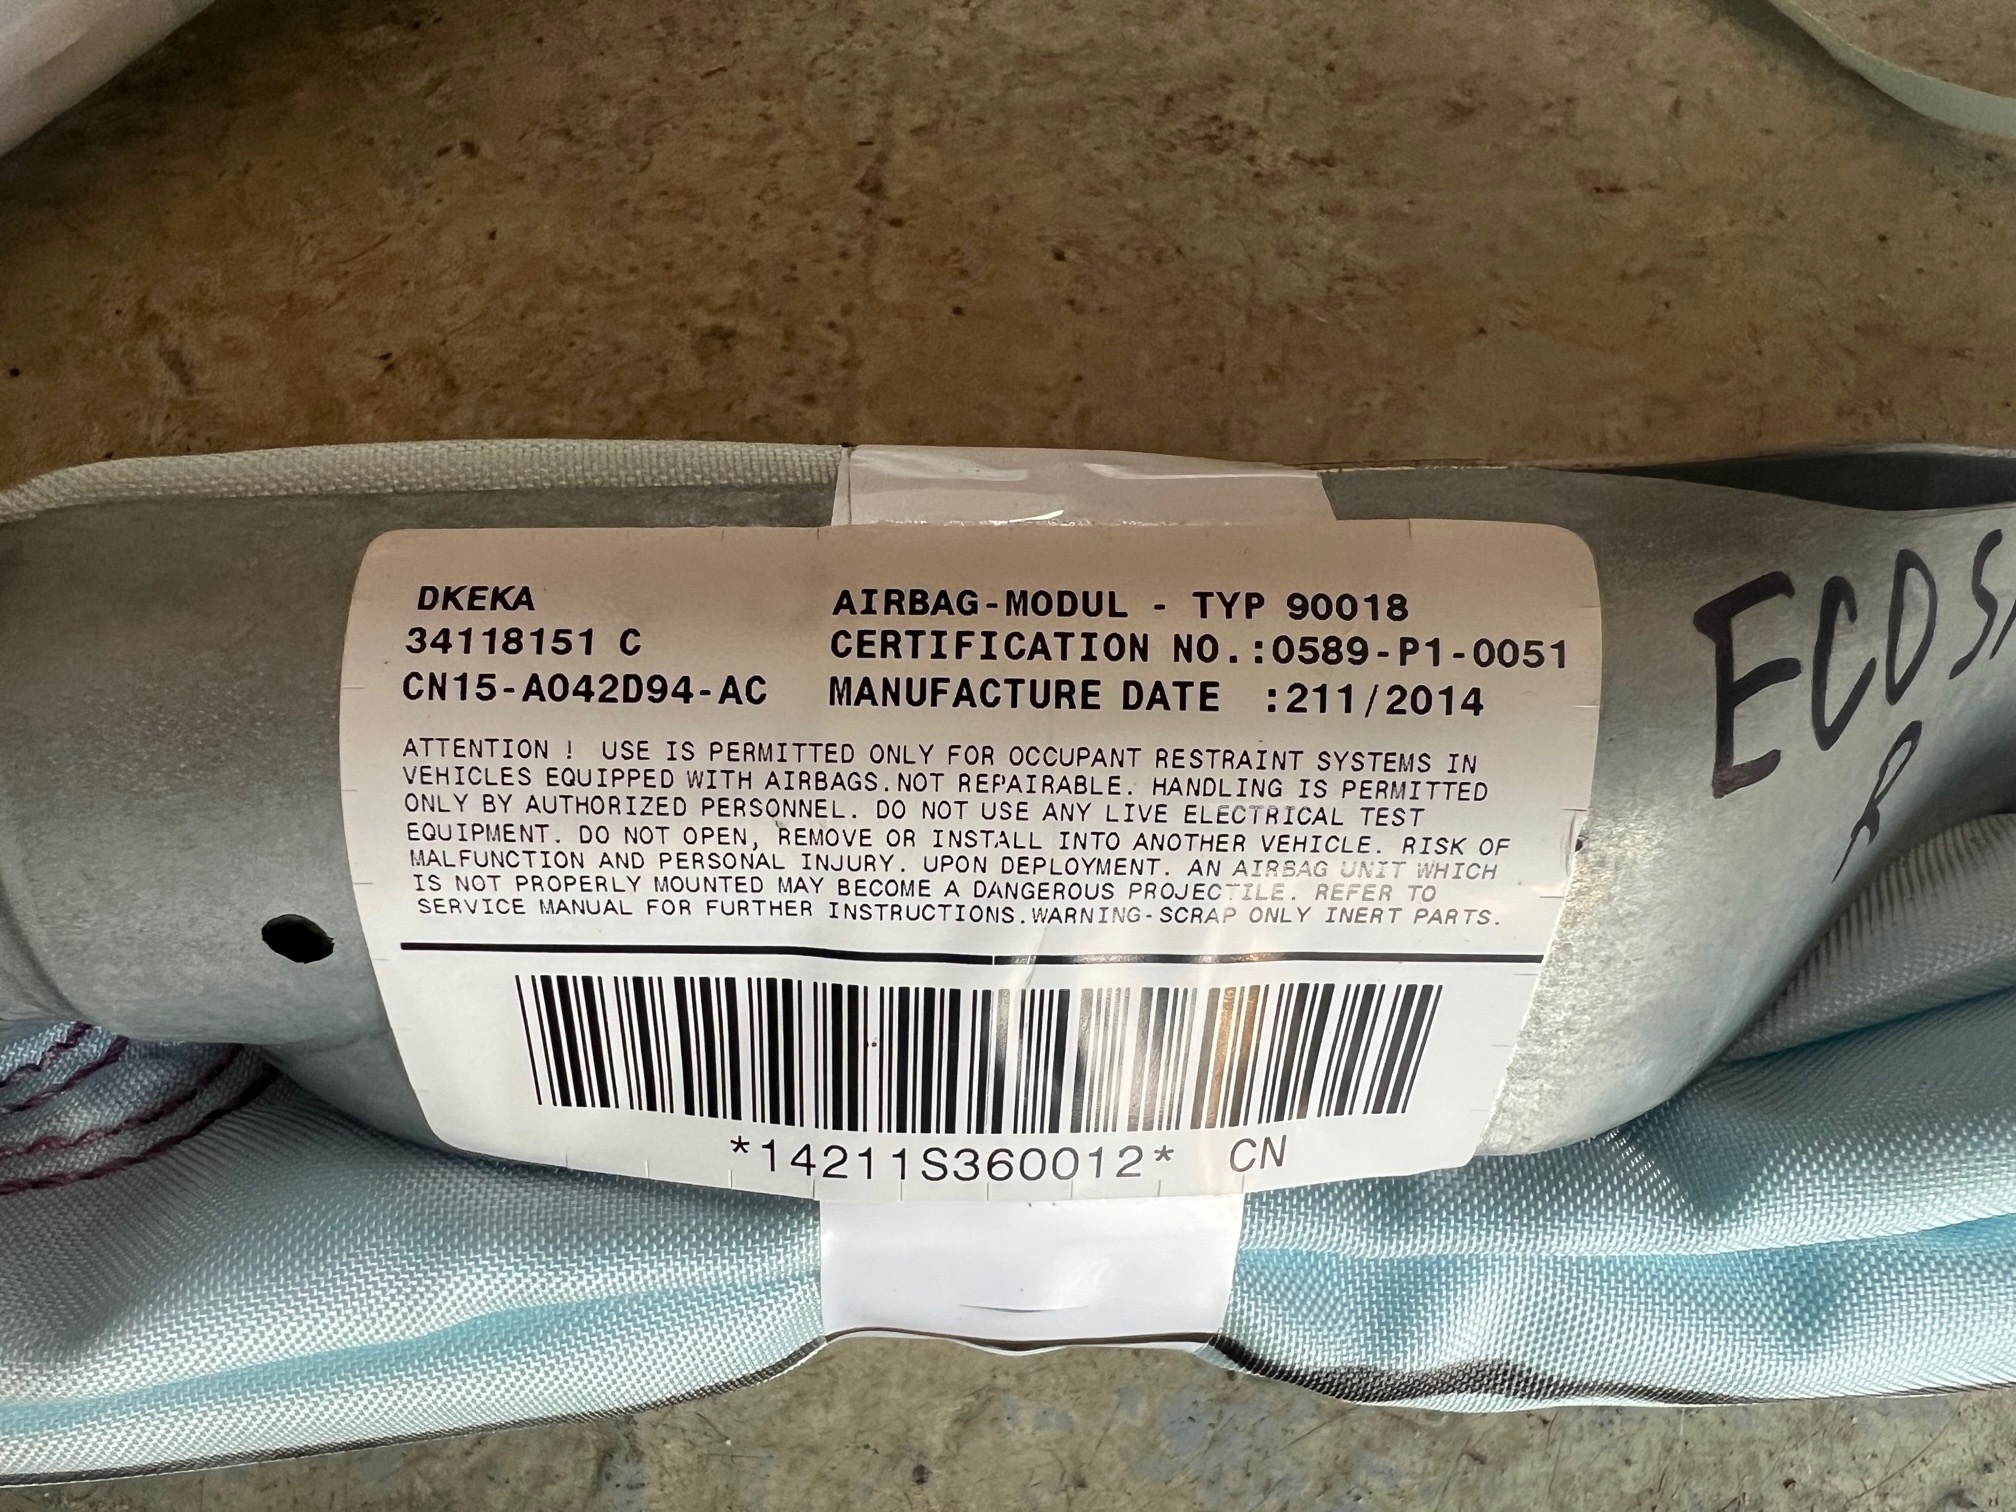 DKEKA
34118151 C
CN15-A042D94-AC
AIRBAG-MODUL - TYP 90018
CERTIFICATION NO.:0589-P1-0051
MANUFACTURE DATE :211/2014
ATTENTION ! USE IS PERMITTED ONLY FOR OCCUPANT RESTRAINT SYSTEMS IN
VEHICLES EQUIPPED WITH AIRBAGS.NOT REPAIRABLE. HANDLING IS PERMITTED
ONLY BY AUTHORIZED PERSONNEL. DO NOT USE ANY LIVE ELECTRICAL TEST
EQUIPMENT. DO NOT OPEN, REMOVE OR INSTALL INTO ANOTHER VEHICLE. RISK OF
MALFUNCTION AND PERSONAL INJURY. UPON DEPLOYMENT. AN AIRBAG UNIT WHICH
IS NOT PROPERLY MOUNTED MAY BECOME A DANGEROUS PROJECTILE. REFER TO
SERVICE MANUAL FOR FURTHER INSTRUCTIONS.WARNING-SCRAP ONLY INERT PARTS.
*14211S360012* CN
R